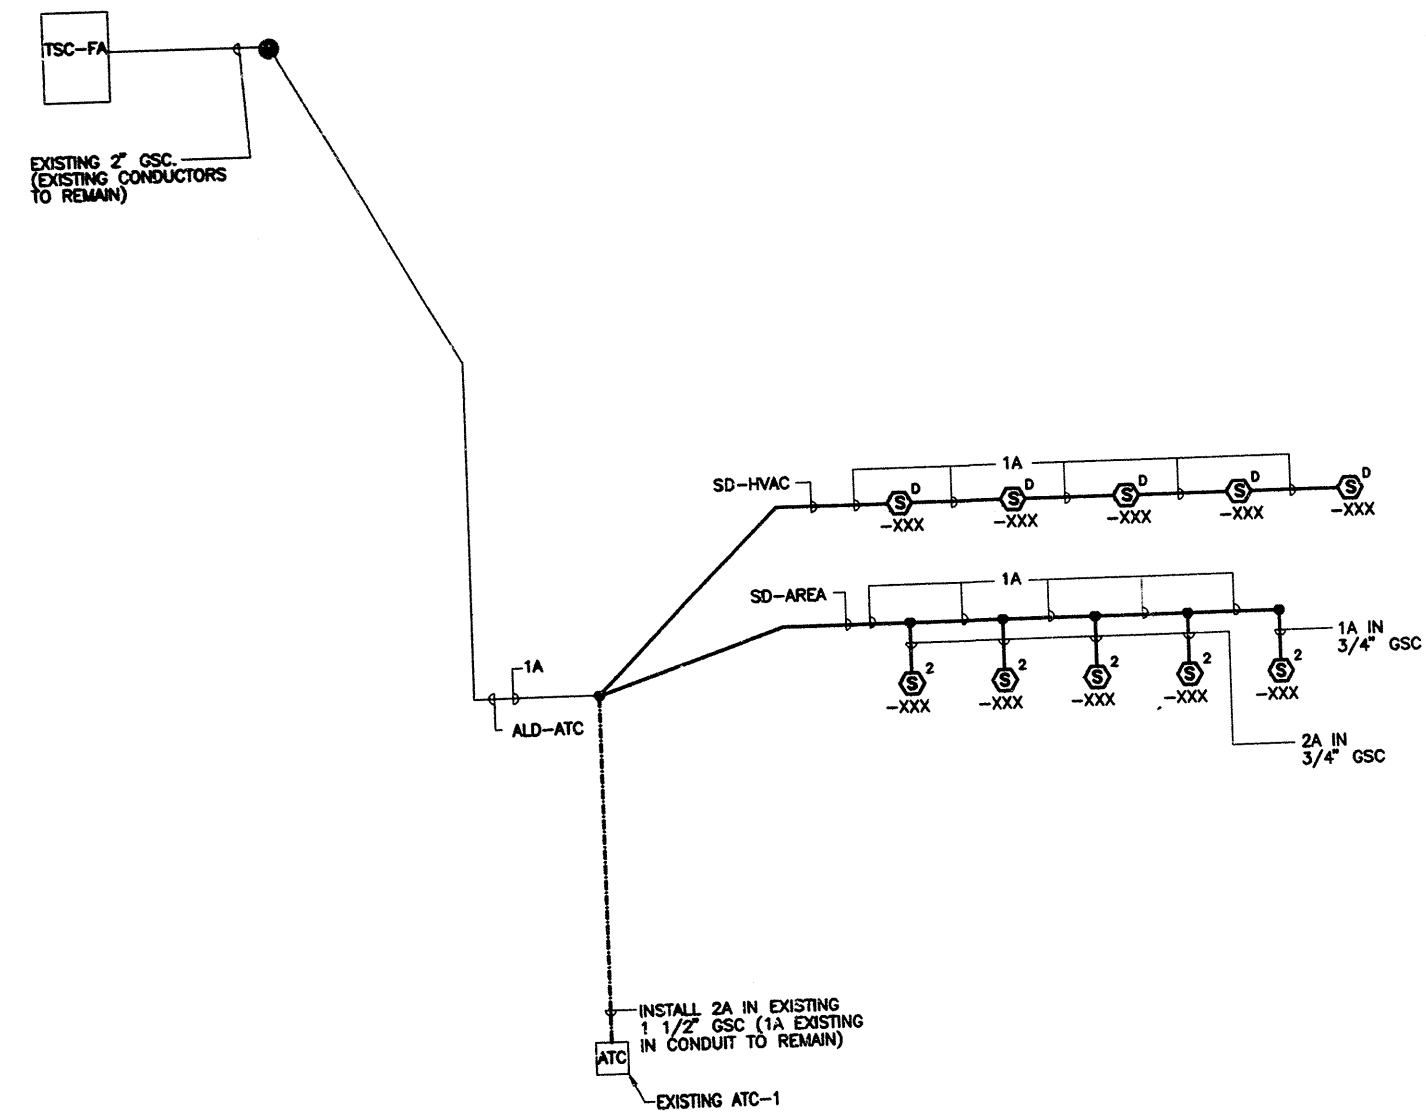 TSC-FA
EXISTING 2" GSC.
(EXISTING CONDUCTORS
TO REMAIN)
SD-HVAC
1A
S D
-XXX
S D
-XXX
S D
-XXX
S D
-XXX
S D
-XXX
SD-AREA
1A
S 2
-XXX
S 2
-XXX
S 2
-XXX
S 2
-XXX
S 2
-XXX
1A IN
3/4" GSC
2A IN
3/4" GSC
1A
ALD-ATC
INSTALL 2A IN EXISTING
1 1/2" GSC (1A EXISTING
IN CONDUIT TO REMAIN)
ATC
EXISTING ATC-1